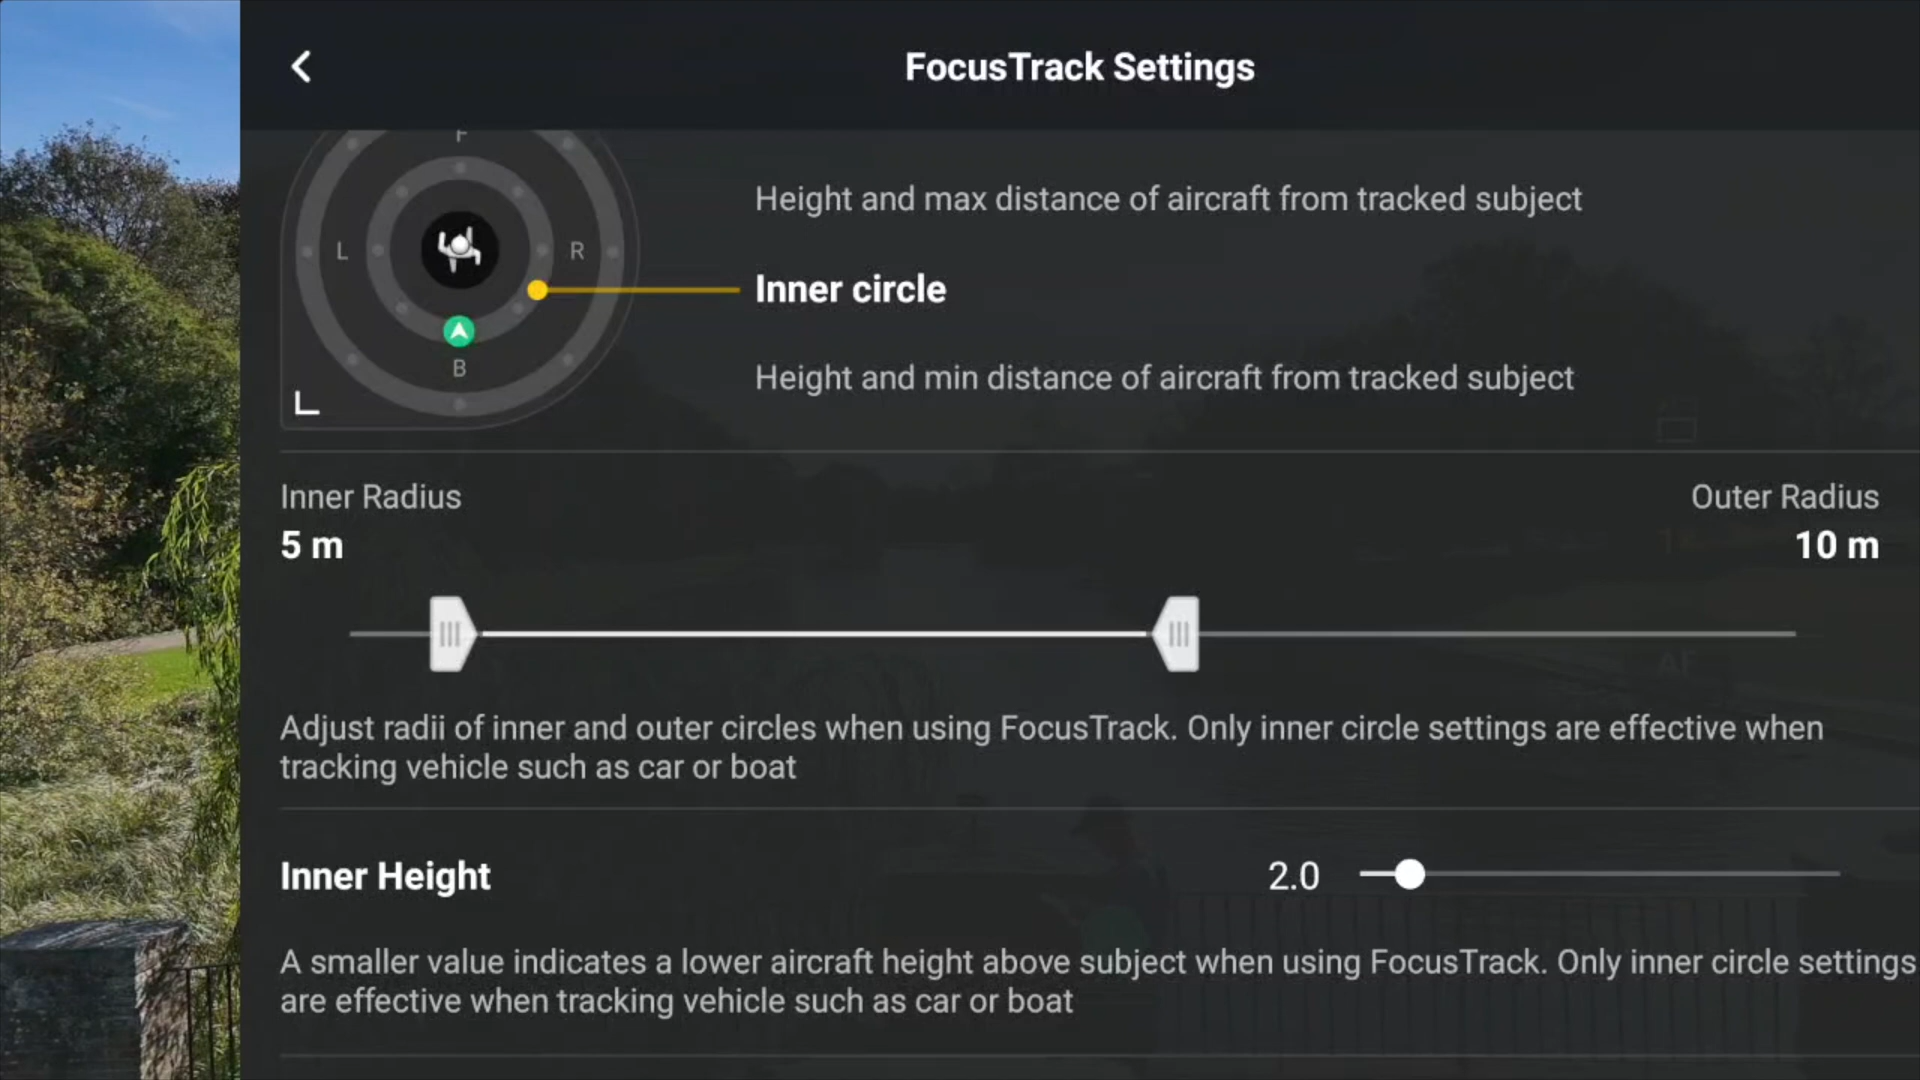 FocusTrack Settings
F
Height and max distance of aircraft from tracked subject
L
R
Inner circle
B
Height and min distance of aircraft from tracked subject
Inner Radius
Outer Radius
5 m
10 m
AF
Adjust radii of inner and outer circles when using FocusTrack. Only inner circle settings are effective when
tracking vehicle such as car or boat
Inner Height
2.0
A smaller value indicates a lower aircraft height above subject when using FocusTrack. Only inner circle settings
are effective when tracking vehicle such as car or boat